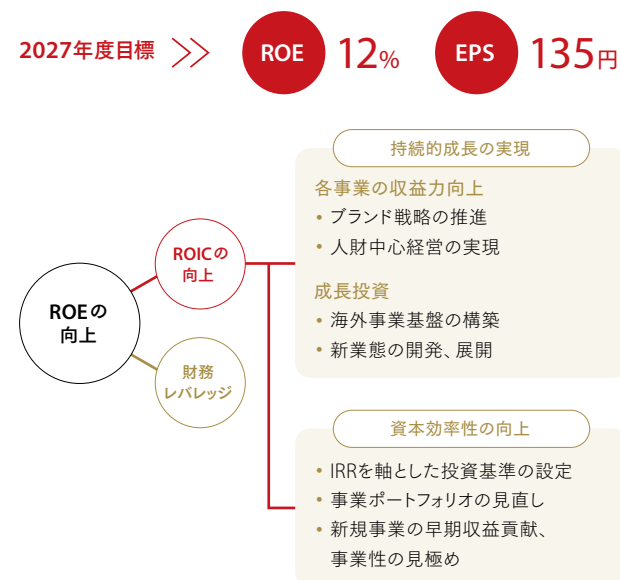 2027年度目標
ROE
12%
EPS
135円
ROEの
向上
ROICの
向上
財務
レバレッジ
持続的成長の実現
各事業の収益力向上
• ブランド戦略の推進
• 人財中心経営の実現
成長投資
• 海外事業基盤の構築
• 新業態の開発、展開
資本効率性の向上
• IRRを軸とした投資基準の設定
• 事業ポートフォリオの見直し
• 新規事業の早期収益貢献、
事業性の見極め